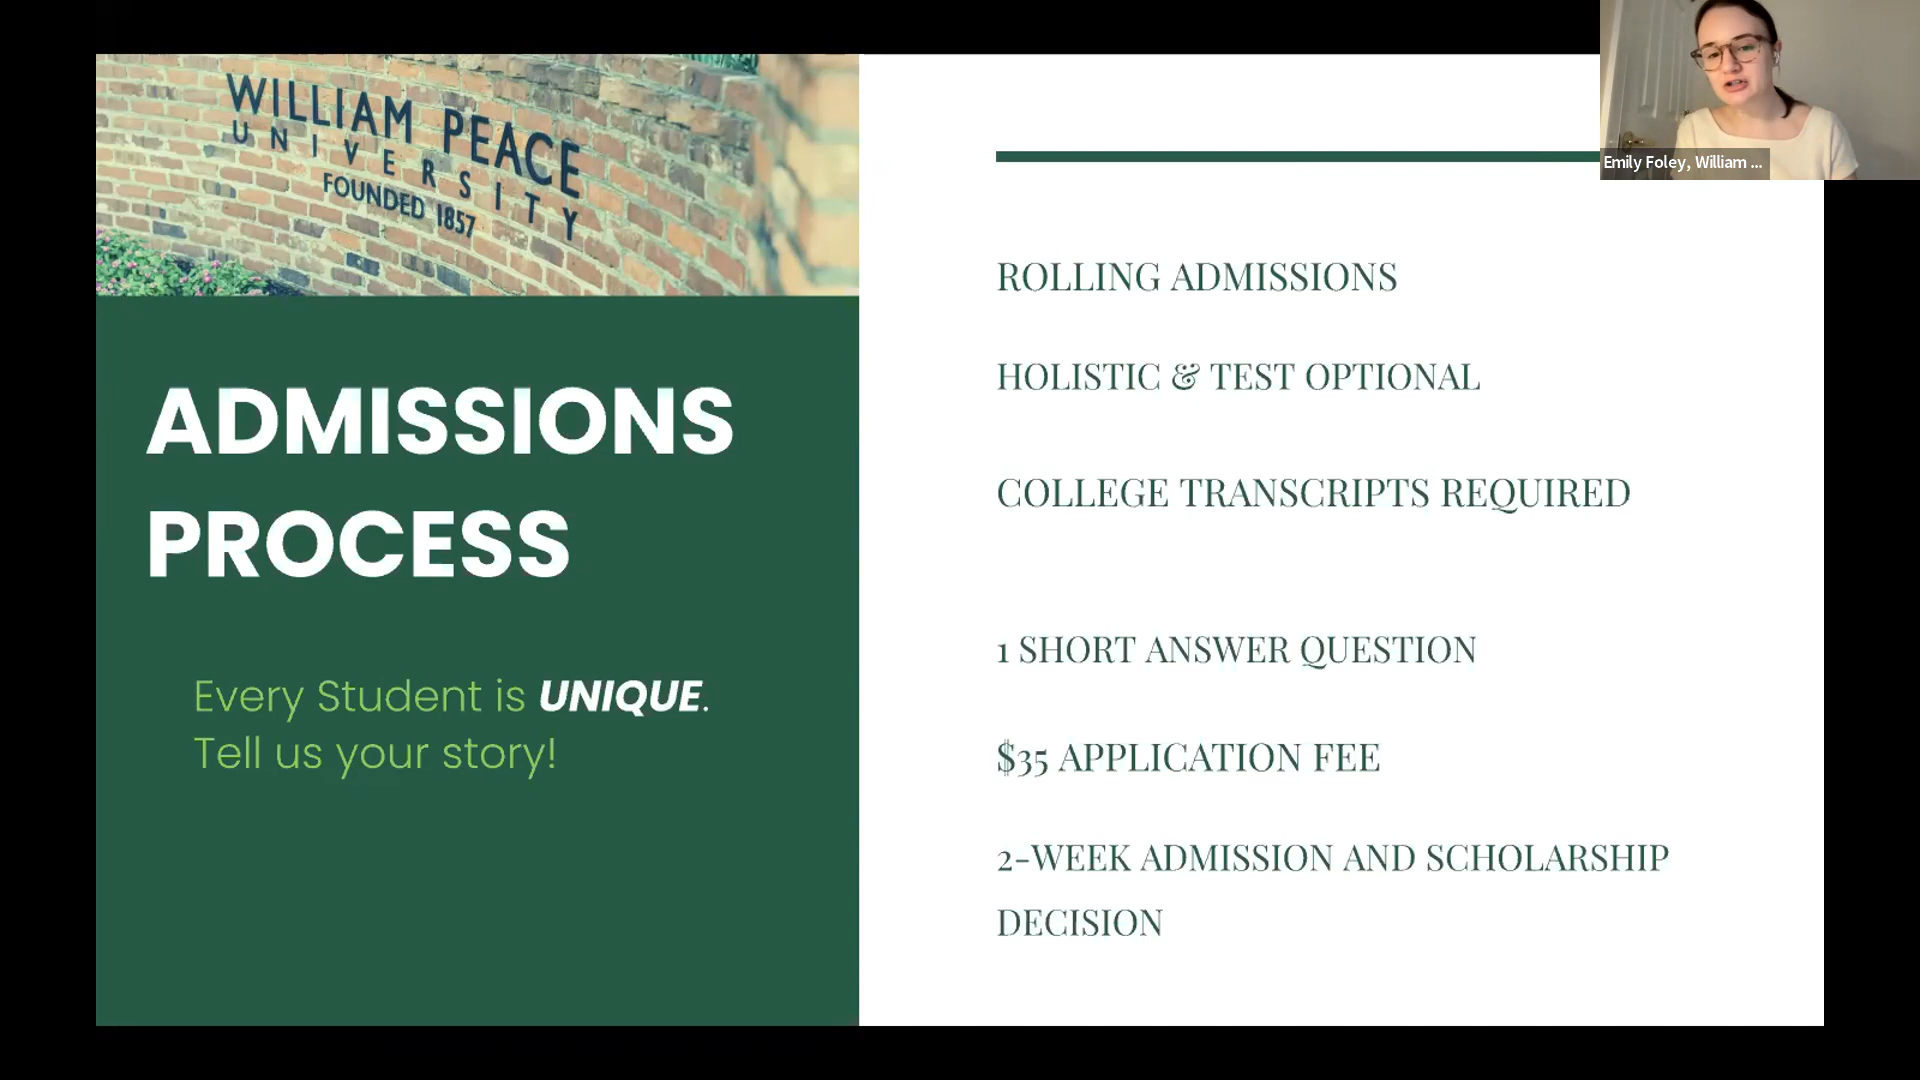 WILLIAM PEACE
UNIVERSITY
FOUNDED 1857
ADMISSIONS
PROCESS
Every Student is UNIQUE.
Tell us your story!
ROLLING ADMISSIONS
HOLISTIC & TEST OPTIONAL
COLLEGE TRANSCRIPTS REQUIRED
1 SHORT ANSWER QUESTION
$35 APPLICATION FEE
2-WEEK ADMISSION AND SCHOLARSHIP
DECISION
Emily Foley, William ...